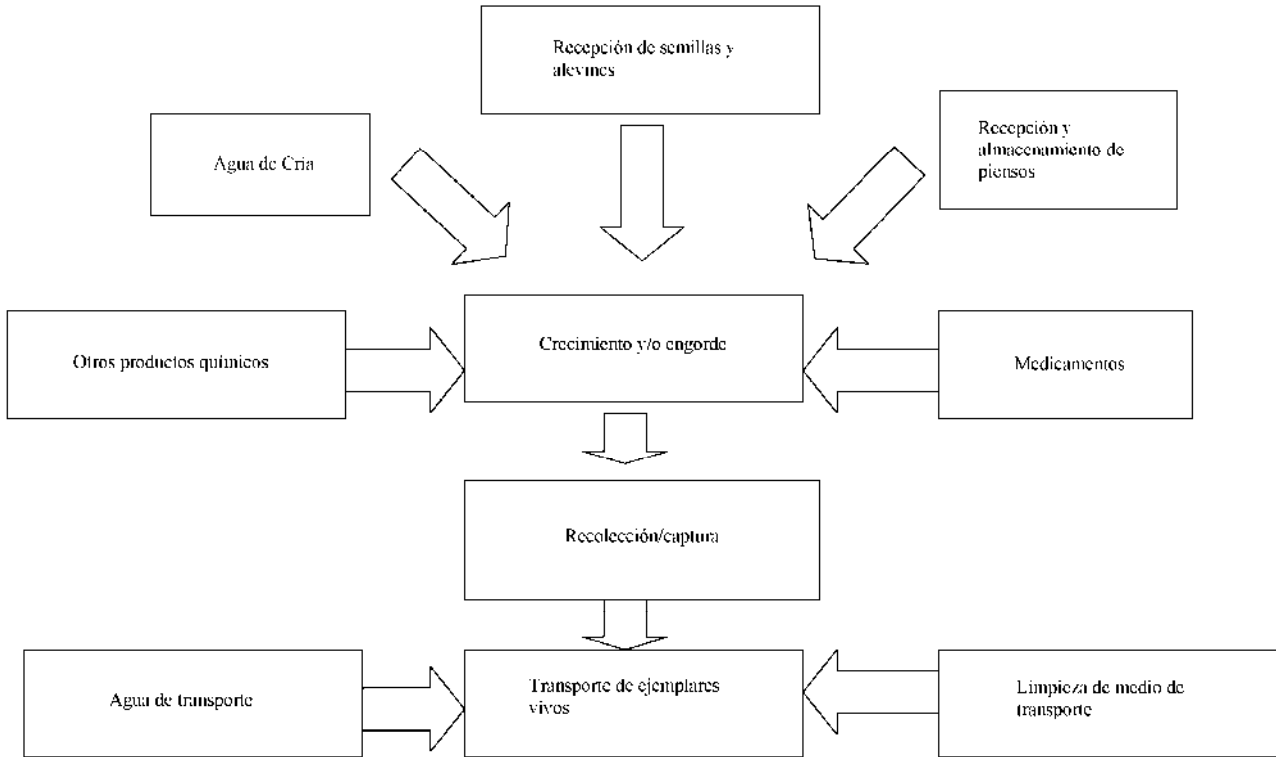 Recepción de semillas y
alevines
Agua de Cria
Recepción y
almacenamiento de
piensos
Otros productos químicos
Crecimiento y/o engorde
Medicamentos
Recolección/captura
Agua de transporte
Transporte de ejemplares
vivos
Limpieza de medio de
transporte